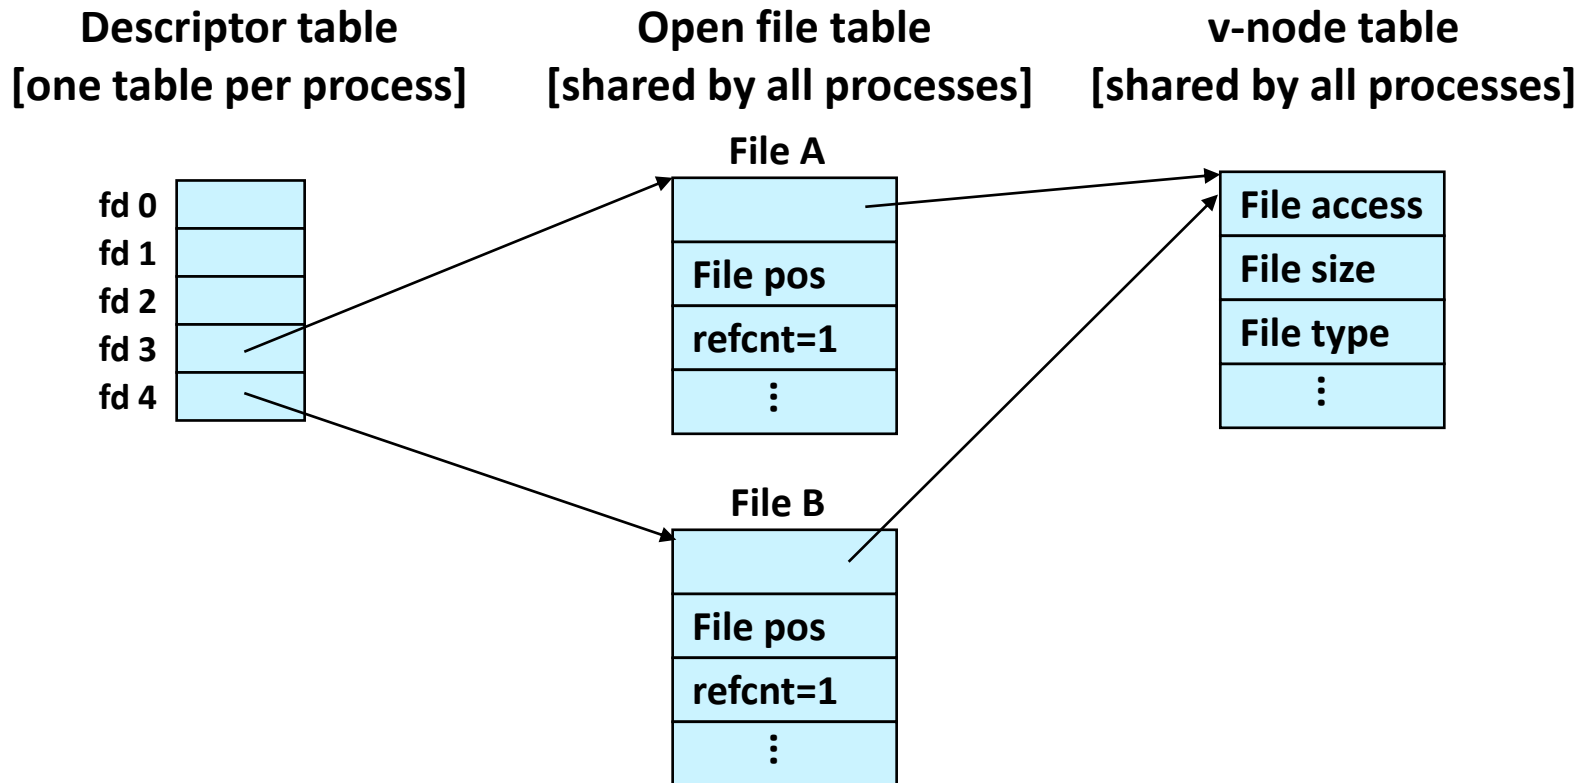 Descriptor table
[one table per process]
Open file table
[shared by all processes]
v-node table
[shared by all processes]
fd 0
fd 1
fd 2
fd 3
fd 4
File A
File pos
refcnt=1
⋮
File B
File pos
refcnt=1
⋮
File access
File size
File type
⋮